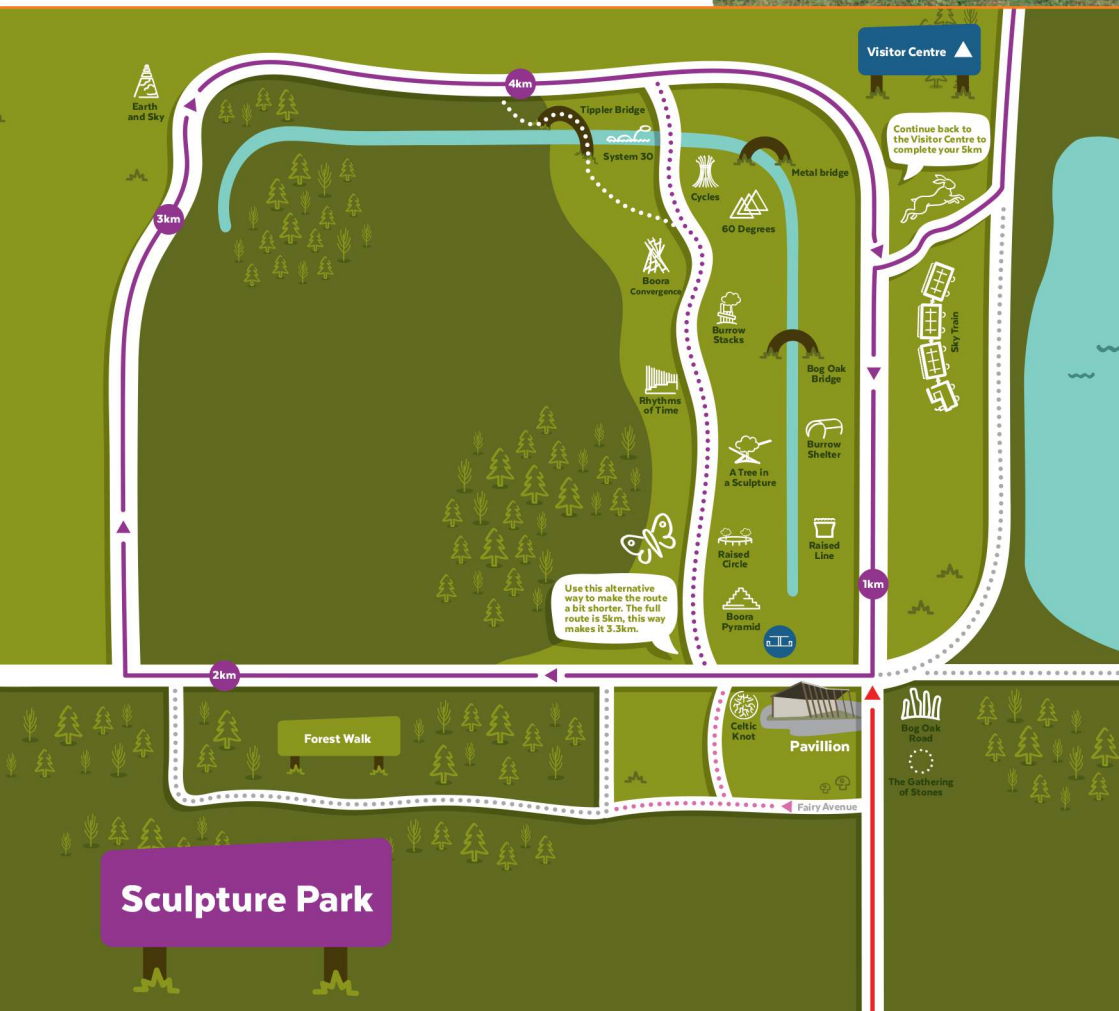 Visitor Centre
4km
Earth
and Sky
Tippler Bridge
Continue back to
the Visitor Centre to
complete your 5km
System 30
Metal bridge
Cycles
3km
60 Degrees
Boora
Convergence
Burrow
Stacks
Sky Train
Bog Oak
Bridge
Rhythms
of Time
Burrow
Shelter
A Tree in
a Sculpture
Raised
Circle
Raised
Line
1km
Use this alternative
way to make the route
a bit shorter. The full
route is 5km, this way
makes it 3.3km.
Boora
Pyramid
2km
Celtic
Knot
Pavillion
Bog Oak
Road
Forest Walk
The Gathering
of Stones
Fairy Avenue
Sculpture Park